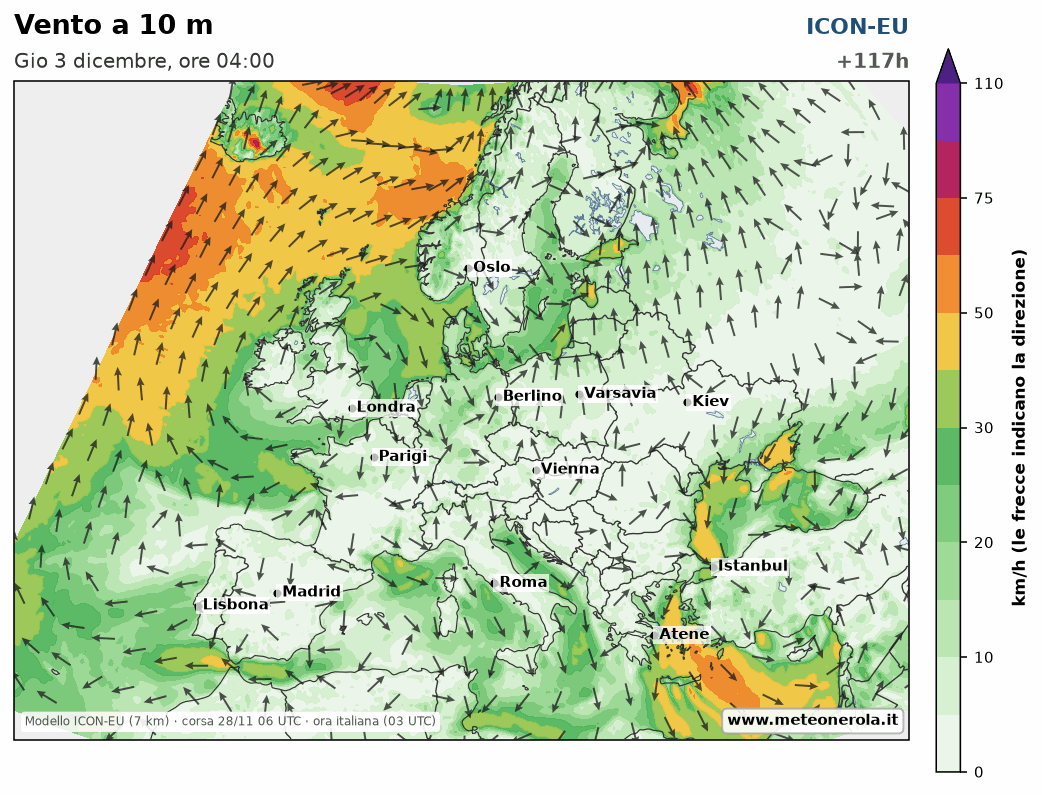 Vento a 10 m
ICON-EU
Gio 3 dicembre, ore 04:00
+117h
110
75
50
30
20
10
0
km/h (le frecce indicano la direzione)
Oslo
Berlino
Varsavia
Kiev
Londra
Parigi
Vienna
Istanbul
Roma
Madrid
Lisbona
Atene
Modello ICON-EU (7 km) · corsa 28/11 06 UTC · ora italiana (03 UTC)
www.meteonerola.it